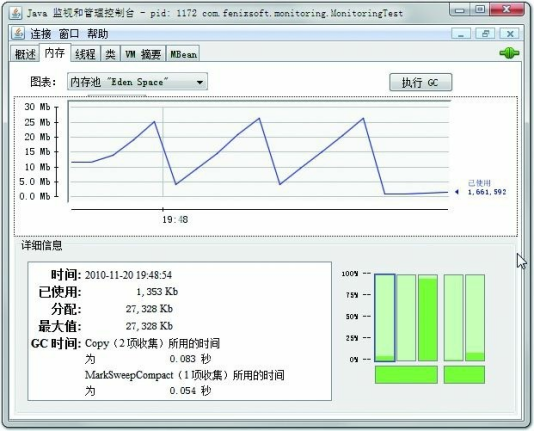 Java 监视和管理控制台 - pid: 1172 com.fenixsoft.monitoring.MonitoringTest
连接 窗口 帮助
概述 内存 线程 类 VM 摘要 MBean
图表: 内存池 "Eden Space" 执行 GC
30 Mb
25 Mb
20 Mb
15 Mb
10 Mb
5.0 Mb
0.0 Mb
已使用
1,661,592
19:48
详细信息
时间: 2010-11-20 19:48:54
已使用: 1,353 Kb
分配: 27,328 Kb
最大值: 27,328 Kb
GC 时间: Copy（2项收集）所用的时间
为 0.083 秒
MarkSweepCompact（1项收集）所用的时间
为 0.054 秒
100% --
75% --
50% --
25% --
0% --